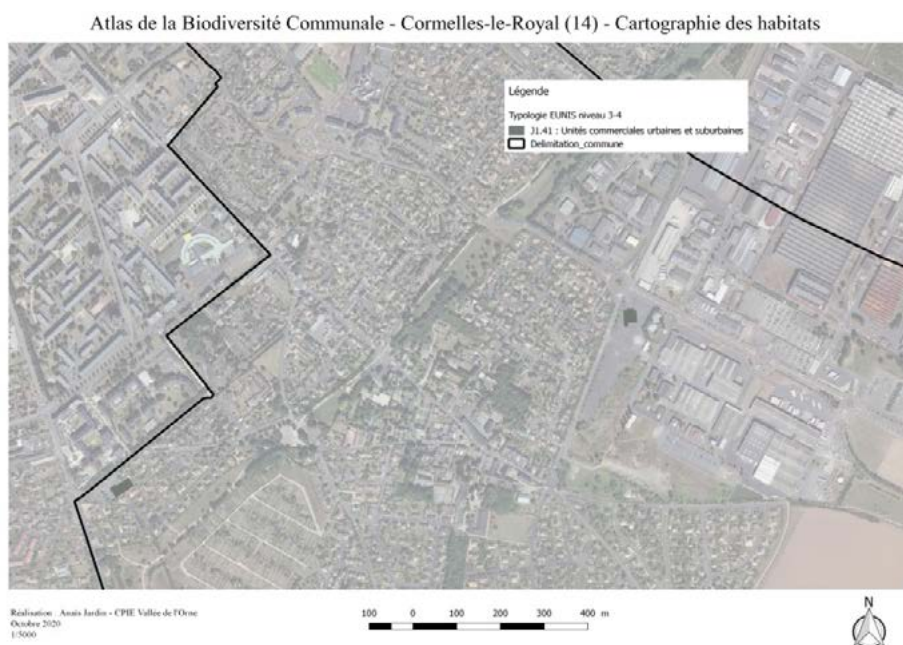 Atlas de la Biodiversité Communale - Cormelles-le-Royal (14) - Cartographie des habitats
Légende
Typologie EUNIS niveau 3-4
J1.41 : Unités commerciales urbaines et suburbaines
Délimitation_commune
Réalisation : Anaïs Jardin - CPIE Vallée de l'Orne
Octobre 2020
1/5000
100 0 100 200 300 400 m
N